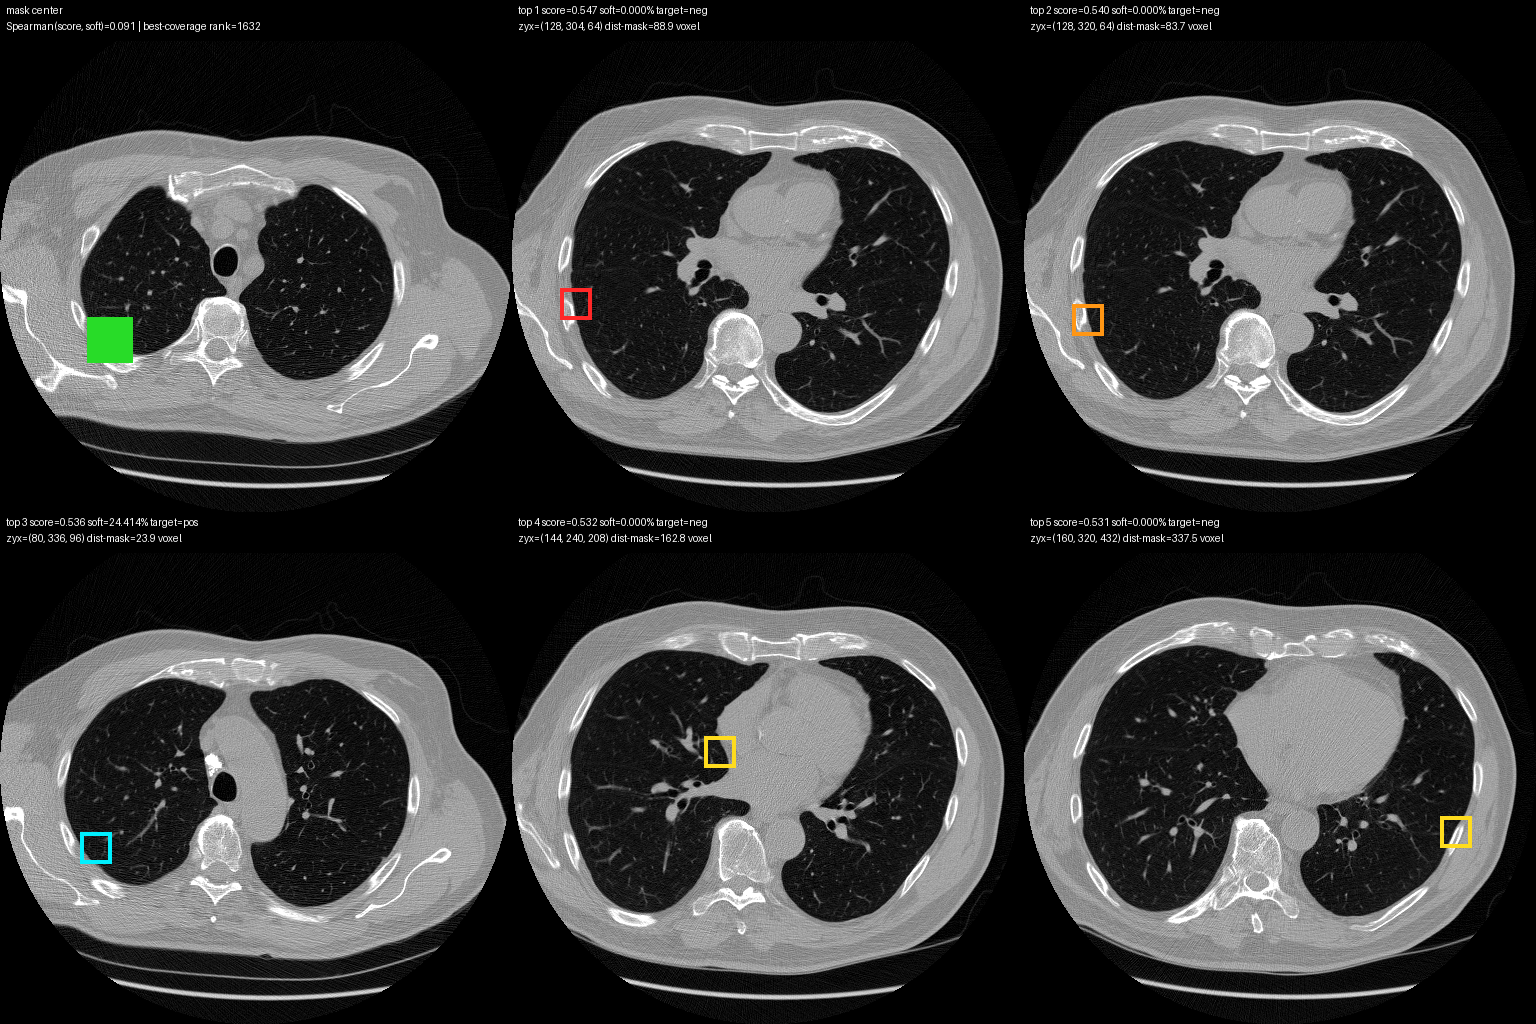 mask center
Spearman(score, soft)=0.091 | best-coverage rank=1632
top 1 score=0.547 soft=0.000% target=neg
zyx=(128, 304, 64) dist-mask=88.9 voxel
top 2 score=0.540 soft=0.000% target=neg
zyx=(128, 320, 64) dist-mask=83.7 voxel
top 3 score=0.536 soft=24.414% target=pos
zyx=(80, 336, 96) dist-mask=23.9 voxel
top 4 score=0.532 soft=0.000% target=neg
zyx=(144, 240, 208) dist-mask=162.8 voxel
top 5 score=0.531 soft=0.000% target=neg
zyx=(160, 320, 432) dist-mask=337.5 voxel